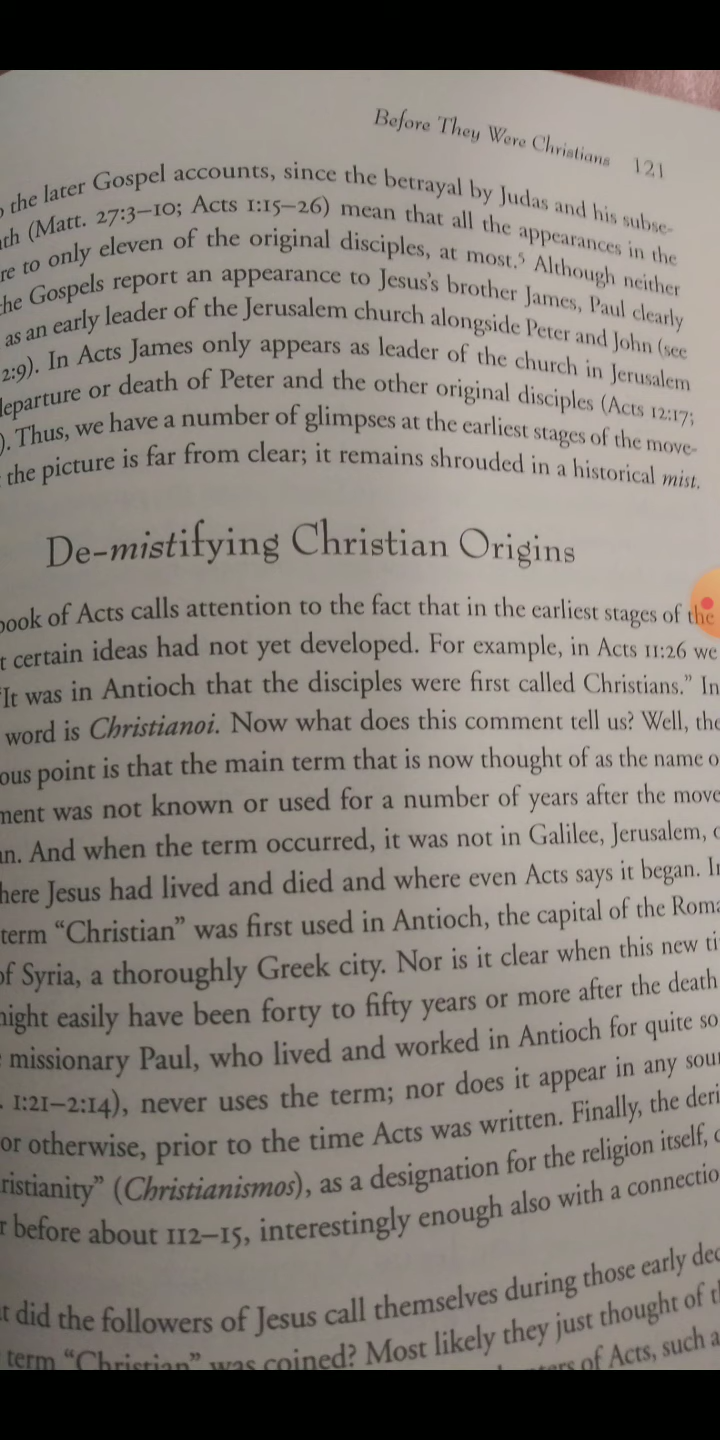 Before They Were Christians 121
the later Gospel accounts, since the betrayal by Judas and his subse-
th (Matt. 27:3–10; Acts 1:15–26) mean that all the appearances in the
re to only eleven of the original disciples, at most.⁵ Although neither
he Gospels report an appearance to Jesus's brother James, Paul clearly
as an early leader of the Jerusalem church alongside Peter and John (see
2:9). In Acts James only appears as leader of the church in Jerusalem
departure or death of Peter and the other original disciples (Acts 12:17;
). Thus, we have a number of glimpses at the earliest stages of the move-
the picture is far from clear; it remains shrouded in a historical mist.
De-mistifying Christian Origins
book of Acts calls attention to the fact that in the earliest stages of the
t certain ideas had not yet developed. For example, in Acts 11:26 we
"It was in Antioch that the disciples were first called Christians." In
word is Christianoi. Now what does this comment tell us? Well, the
ous point is that the main term that is now thought of as the name o
ment was not known or used for a number of years after the move
an. And when the term occurred, it was not in Galilee, Jerusalem, o
here Jesus had lived and died and where even Acts says it began. In
term "Christian" was first used in Antioch, the capital of the Roma
of Syria, a thoroughly Greek city. Nor is it clear when this new ti
night easily have been forty to fifty years or more after the death
missionary Paul, who lived and worked in Antioch for quite so
. 1:21–2:14), never uses the term; nor does it appear in any sour
or otherwise, prior to the time Acts was written. Finally, the deri
ristianity" (Christianismos), as a designation for the religion itself, o
r before about 112–15, interestingly enough also with a connectio
t did the followers of Jesus call themselves during those early dec
term "Christian" was coined? Most likely they just thought of t
of Acts, such a